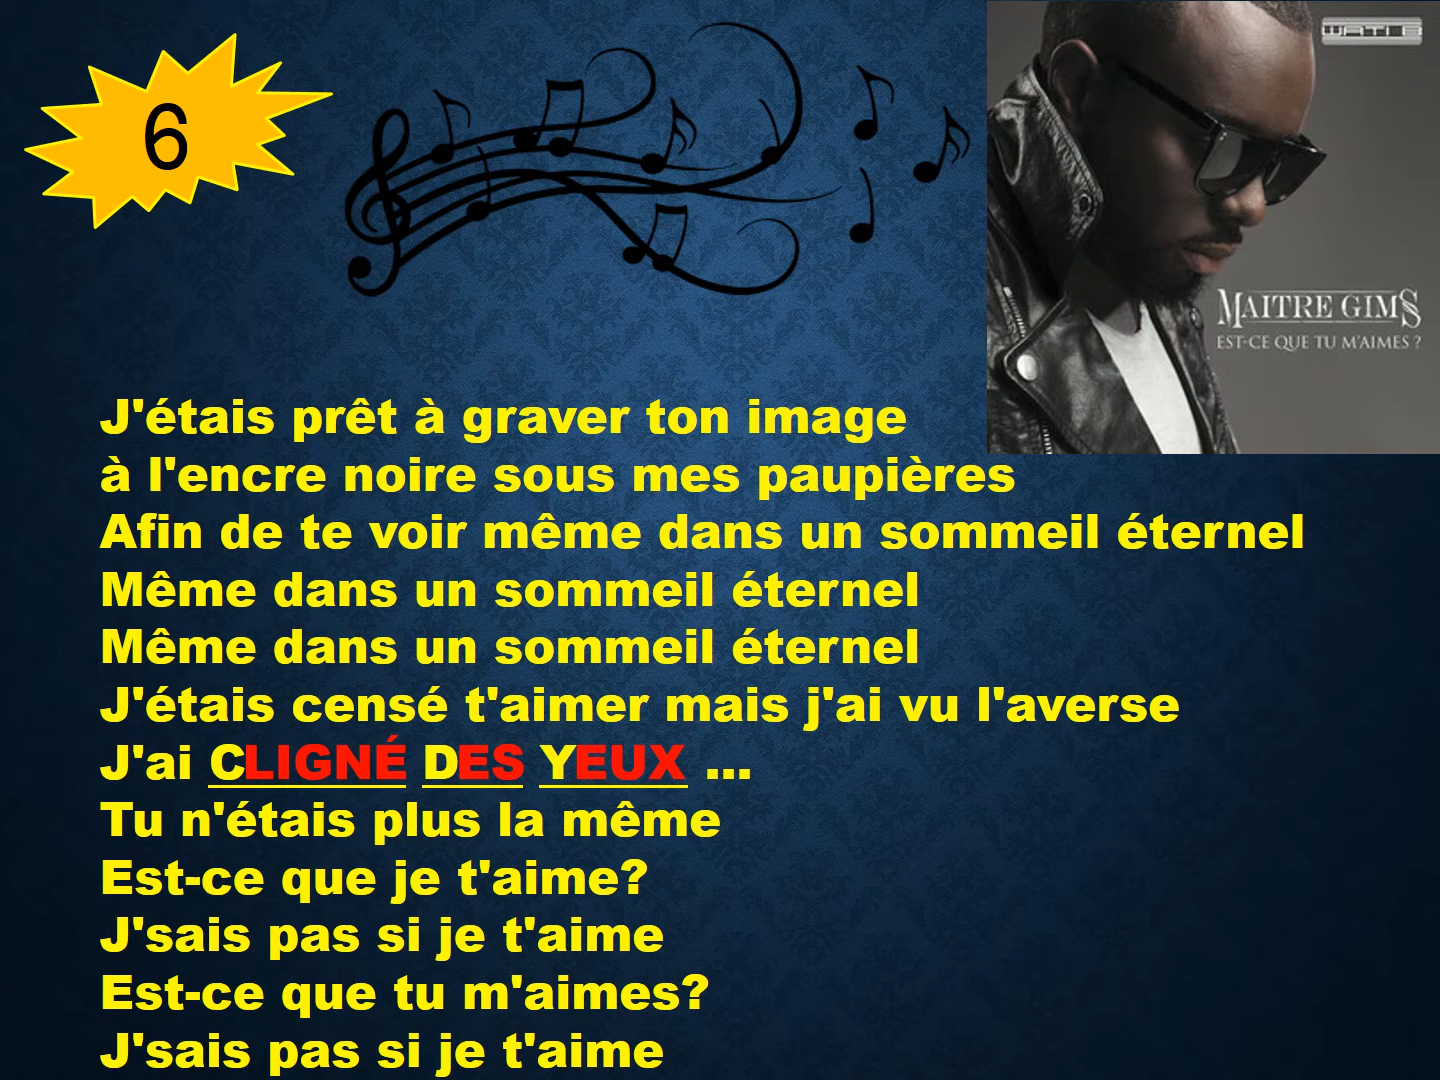 6
WATI B
MAITRE GIMS
EST-CE QUE TU M'AIMES ?
J'étais prêt à graver ton image
à l'encre noire sous mes paupières
Afin de te voir même dans un sommeil éternel
Même dans un sommeil éternel
Même dans un sommeil éternel
J'étais censé t'aimer mais j'ai vu l'averse
J'ai CLIGNÉ DES YEUX ...
Tu n'étais plus la même
Est-ce que je t'aime?
J'sais pas si je t'aime
Est-ce que tu m'aimes?
J'sais pas si je t'aime